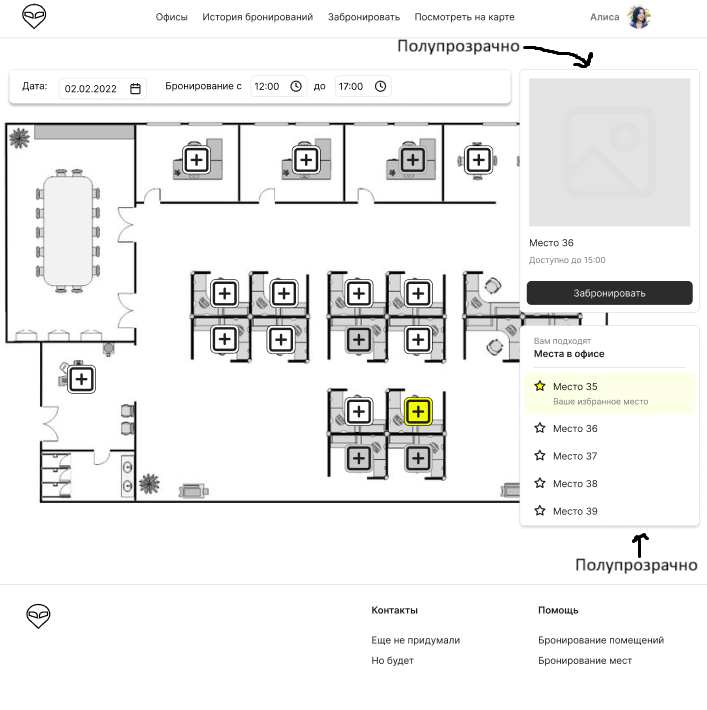 Офисы История бронирований Забронировать Посмотреть на карте Алиса
Полупрозрачно
Дата: 02.02.2022 Бронирование с 12:00 до 17:00
Место 36
Доступно до 15:00
Забронировать
Вам подходят
Места в офисе
Место 35
Ваше избранное место
Место 36
Место 37
Место 38
Место 39
Полупрозрачно
Контакты Помощь
Еще не придумали Бронирование помещений
Но будет Бронирование мест